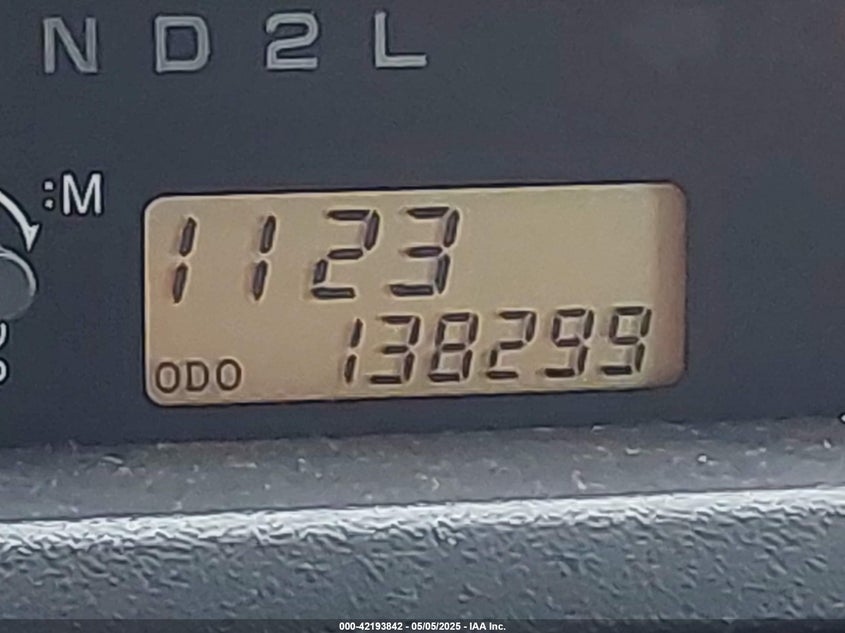 N D 2 L
:M
1123
ODO 138299
000-42193842 - 05/05/2025 - IAA Inc.